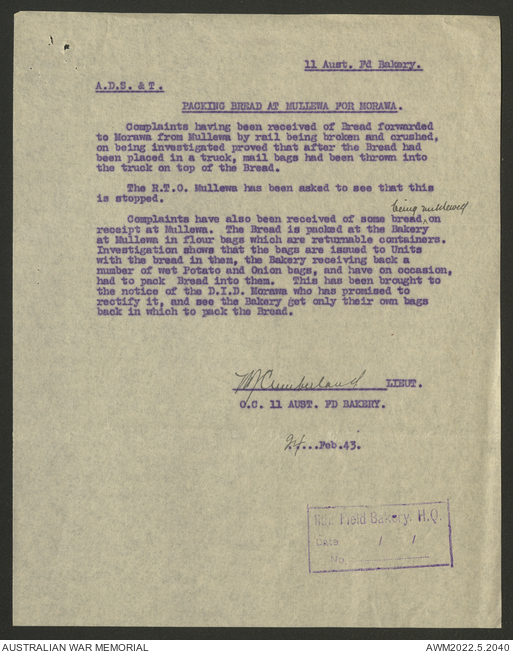 11 Aust. Fd Bakery.
A.D.S. & T.
PACKING BREAD AT MULLEWA FOR MORAWA.
Complaints having been received of Bread forwarded
to Morawa from Mullewa by rail being broken and crushed,
on being investigated proved that after the Bread had
been placed in a truck, mail bags had been thrown into
the truck on top of the Bread.
The R.T.O. Mullewa has been asked to see that this
is stopped.
being mildewed
Complaints have also been received of some bread, on
receipt at Mullewa. The Bread is packed at the Bakery
at Mullewa in flour bags which are returnable containers.
Investigation shows that the bags are issued to Units
with the bread in them, the Bakery receiving back a
number of wet Potato and Onion bags, and have on occasion,
had to pack Bread into them. This has been brought to
the notice of the D.I.D. Morawa who has promised to
rectify it, and see the Bakery get only their own bags
back in which to pack the Bread.
Cumberland LIEUT.
O.C. 11 AUST. FD BAKERY.
...Feb.43.
Field Bakery. H.Q.
Date / /
No.
AUSTRALIAN WAR MEMORIAL
AWM2022.5.2040